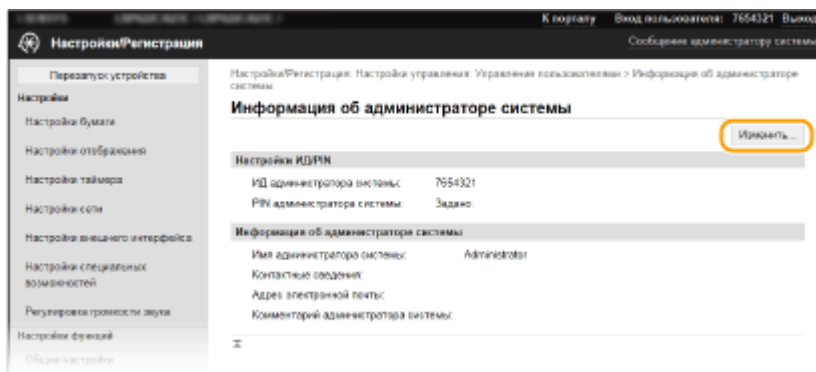 К порталу Вход пользователя: 7654321 Выход
Настройки/Регистрация Сообщение администратору системы
Перезапуск устройства
Настройки
Настройки бумаги
Настройки отображения
Настройки таймера
Настройки сети
Настройки внешнего интерфейса
Настройки специальных
возможностей
Регулировка громкости звука
Настройки функций
Общие настройки
Настройка/Регистрация: Настройки управления: Управление пользователями > Информация об администраторе
системы
Информация об администраторе системы
Изменить...
Настройки ИД/PIN
ИД администратора системы: 7654321
PIN администратора системы: Задано.
Информация об администраторе системы
Имя администратора системы: Administrator
Контактные сведения:
Адрес электронной почты:
Комментарий администратора системы: